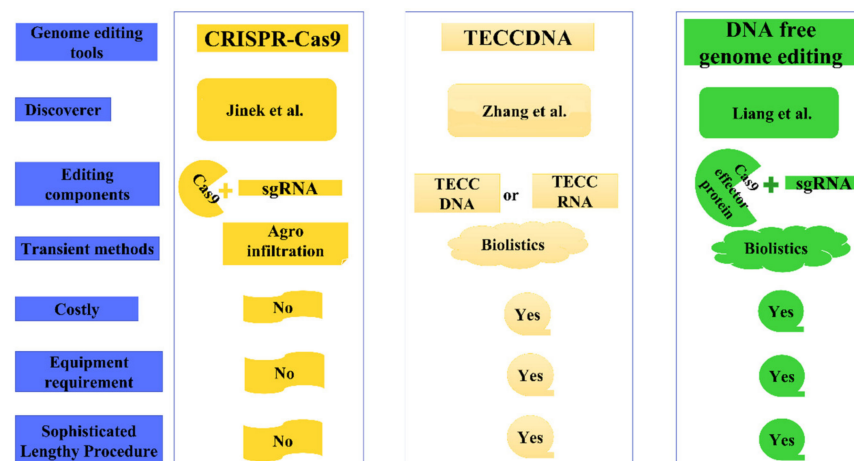 Genome editing
tools
CRISPR-Cas9
TECCDNA
DNA free
genome editing
Discoverer
Jinek et al.
Zhang et al.
Liang et al.
Editing
components
Cas9
+
sgRNA
TECC
DNA
or
TECC
RNA
Cas9
effector
protein
+
sgRNA
Transient methods
Agro
infiltration
Biolistics
Biolistics
Costly
No
Yes
Yes
Equipment
requirement
No
Yes
Yes
Sophisticated
Lengthy Procedure
No
Yes
Yes